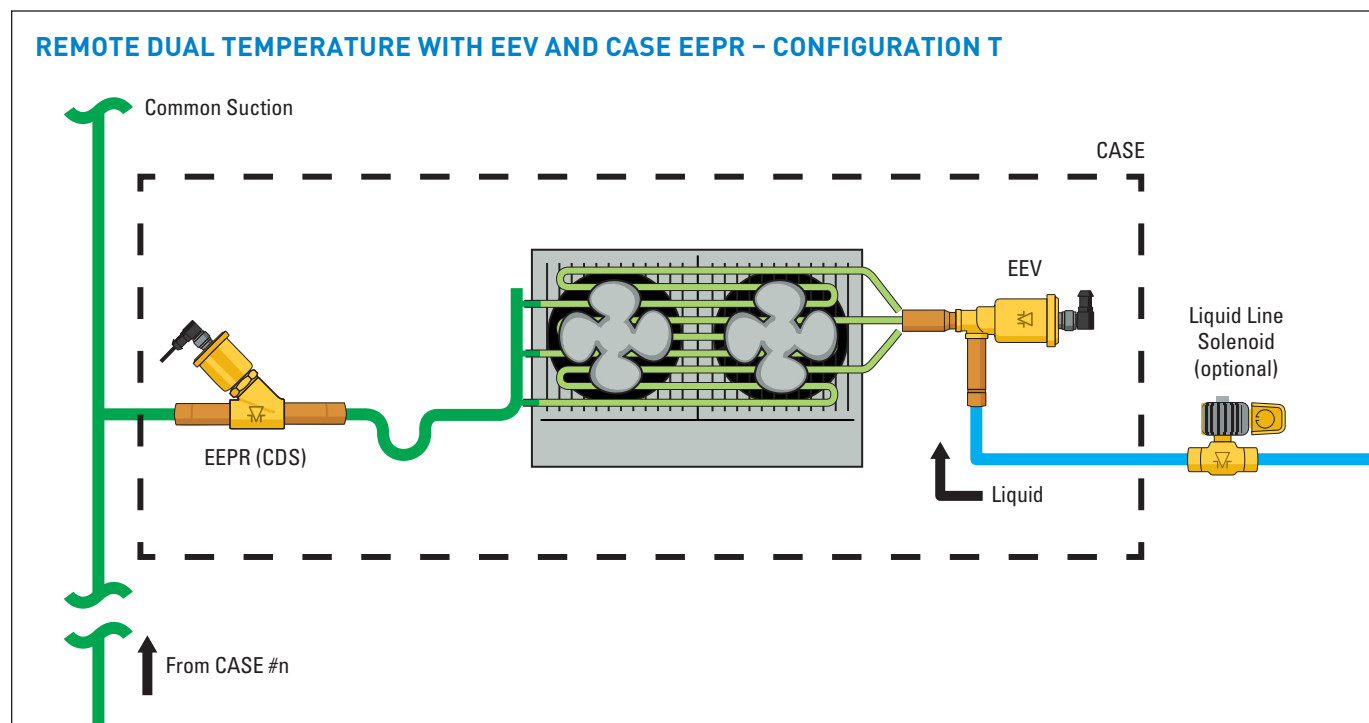 REMOTE DUAL TEMPERATURE WITH EEV AND CASE EEPR – CONFIGURATION T
Common Suction
CASE
EEV
Liquid Line
Solenoid
(optional)
EEPR (CDS)
Liquid
From CASE #n